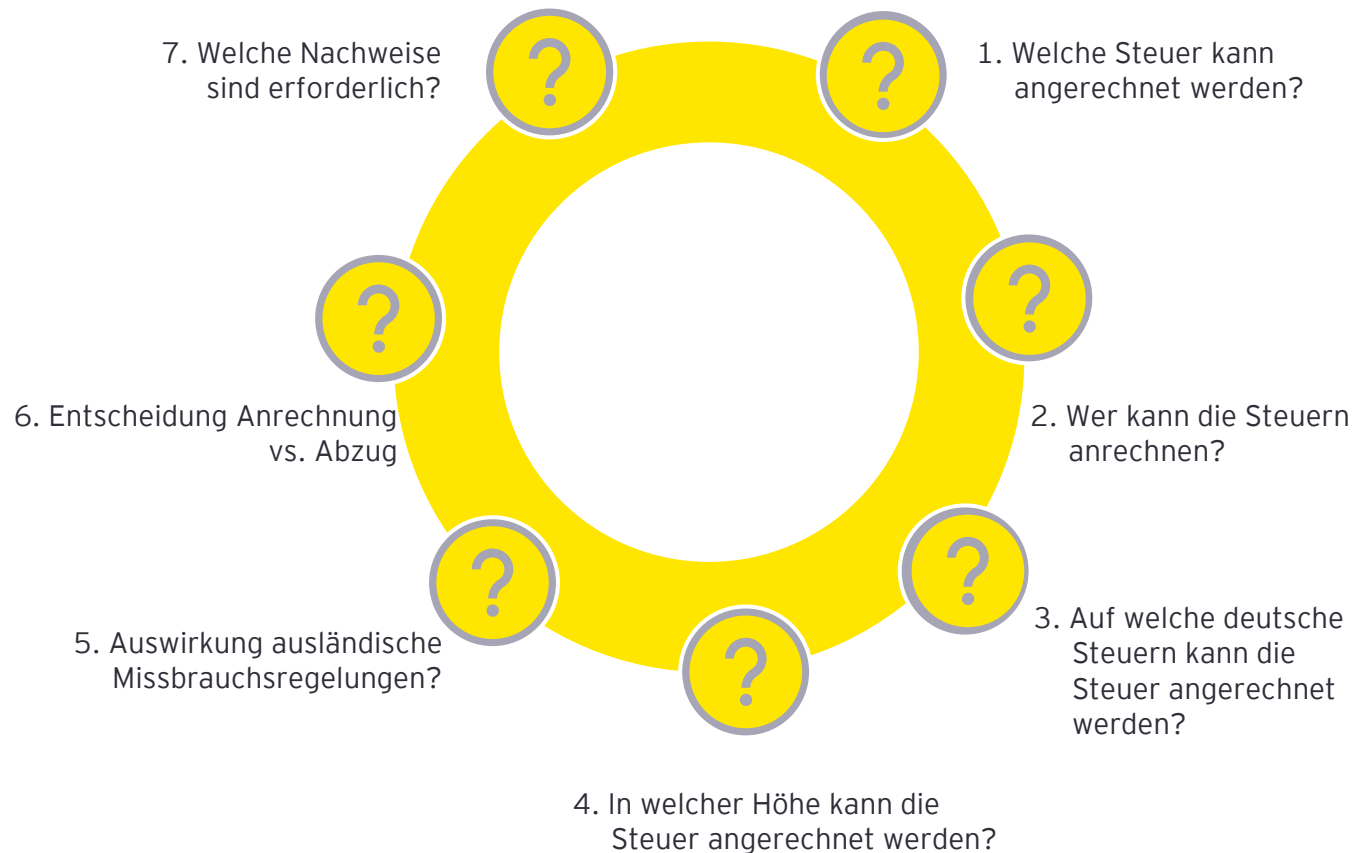 1. Welche Steuer kann
angerechnet werden?
2. Wer kann die Steuern
anrechnen?
3. Auf welche deutsche
Steuern kann die
Steuer angerechnet
werden?
4. In welcher Höhe kann die
Steuer angerechnet werden?
5. Auswirkung ausländische
Missbrauchsregelungen?
6. Entscheidung Anrechnung
vs. Abzug
7. Welche Nachweise
sind erforderlich?
?
?
?
?
?
?
?